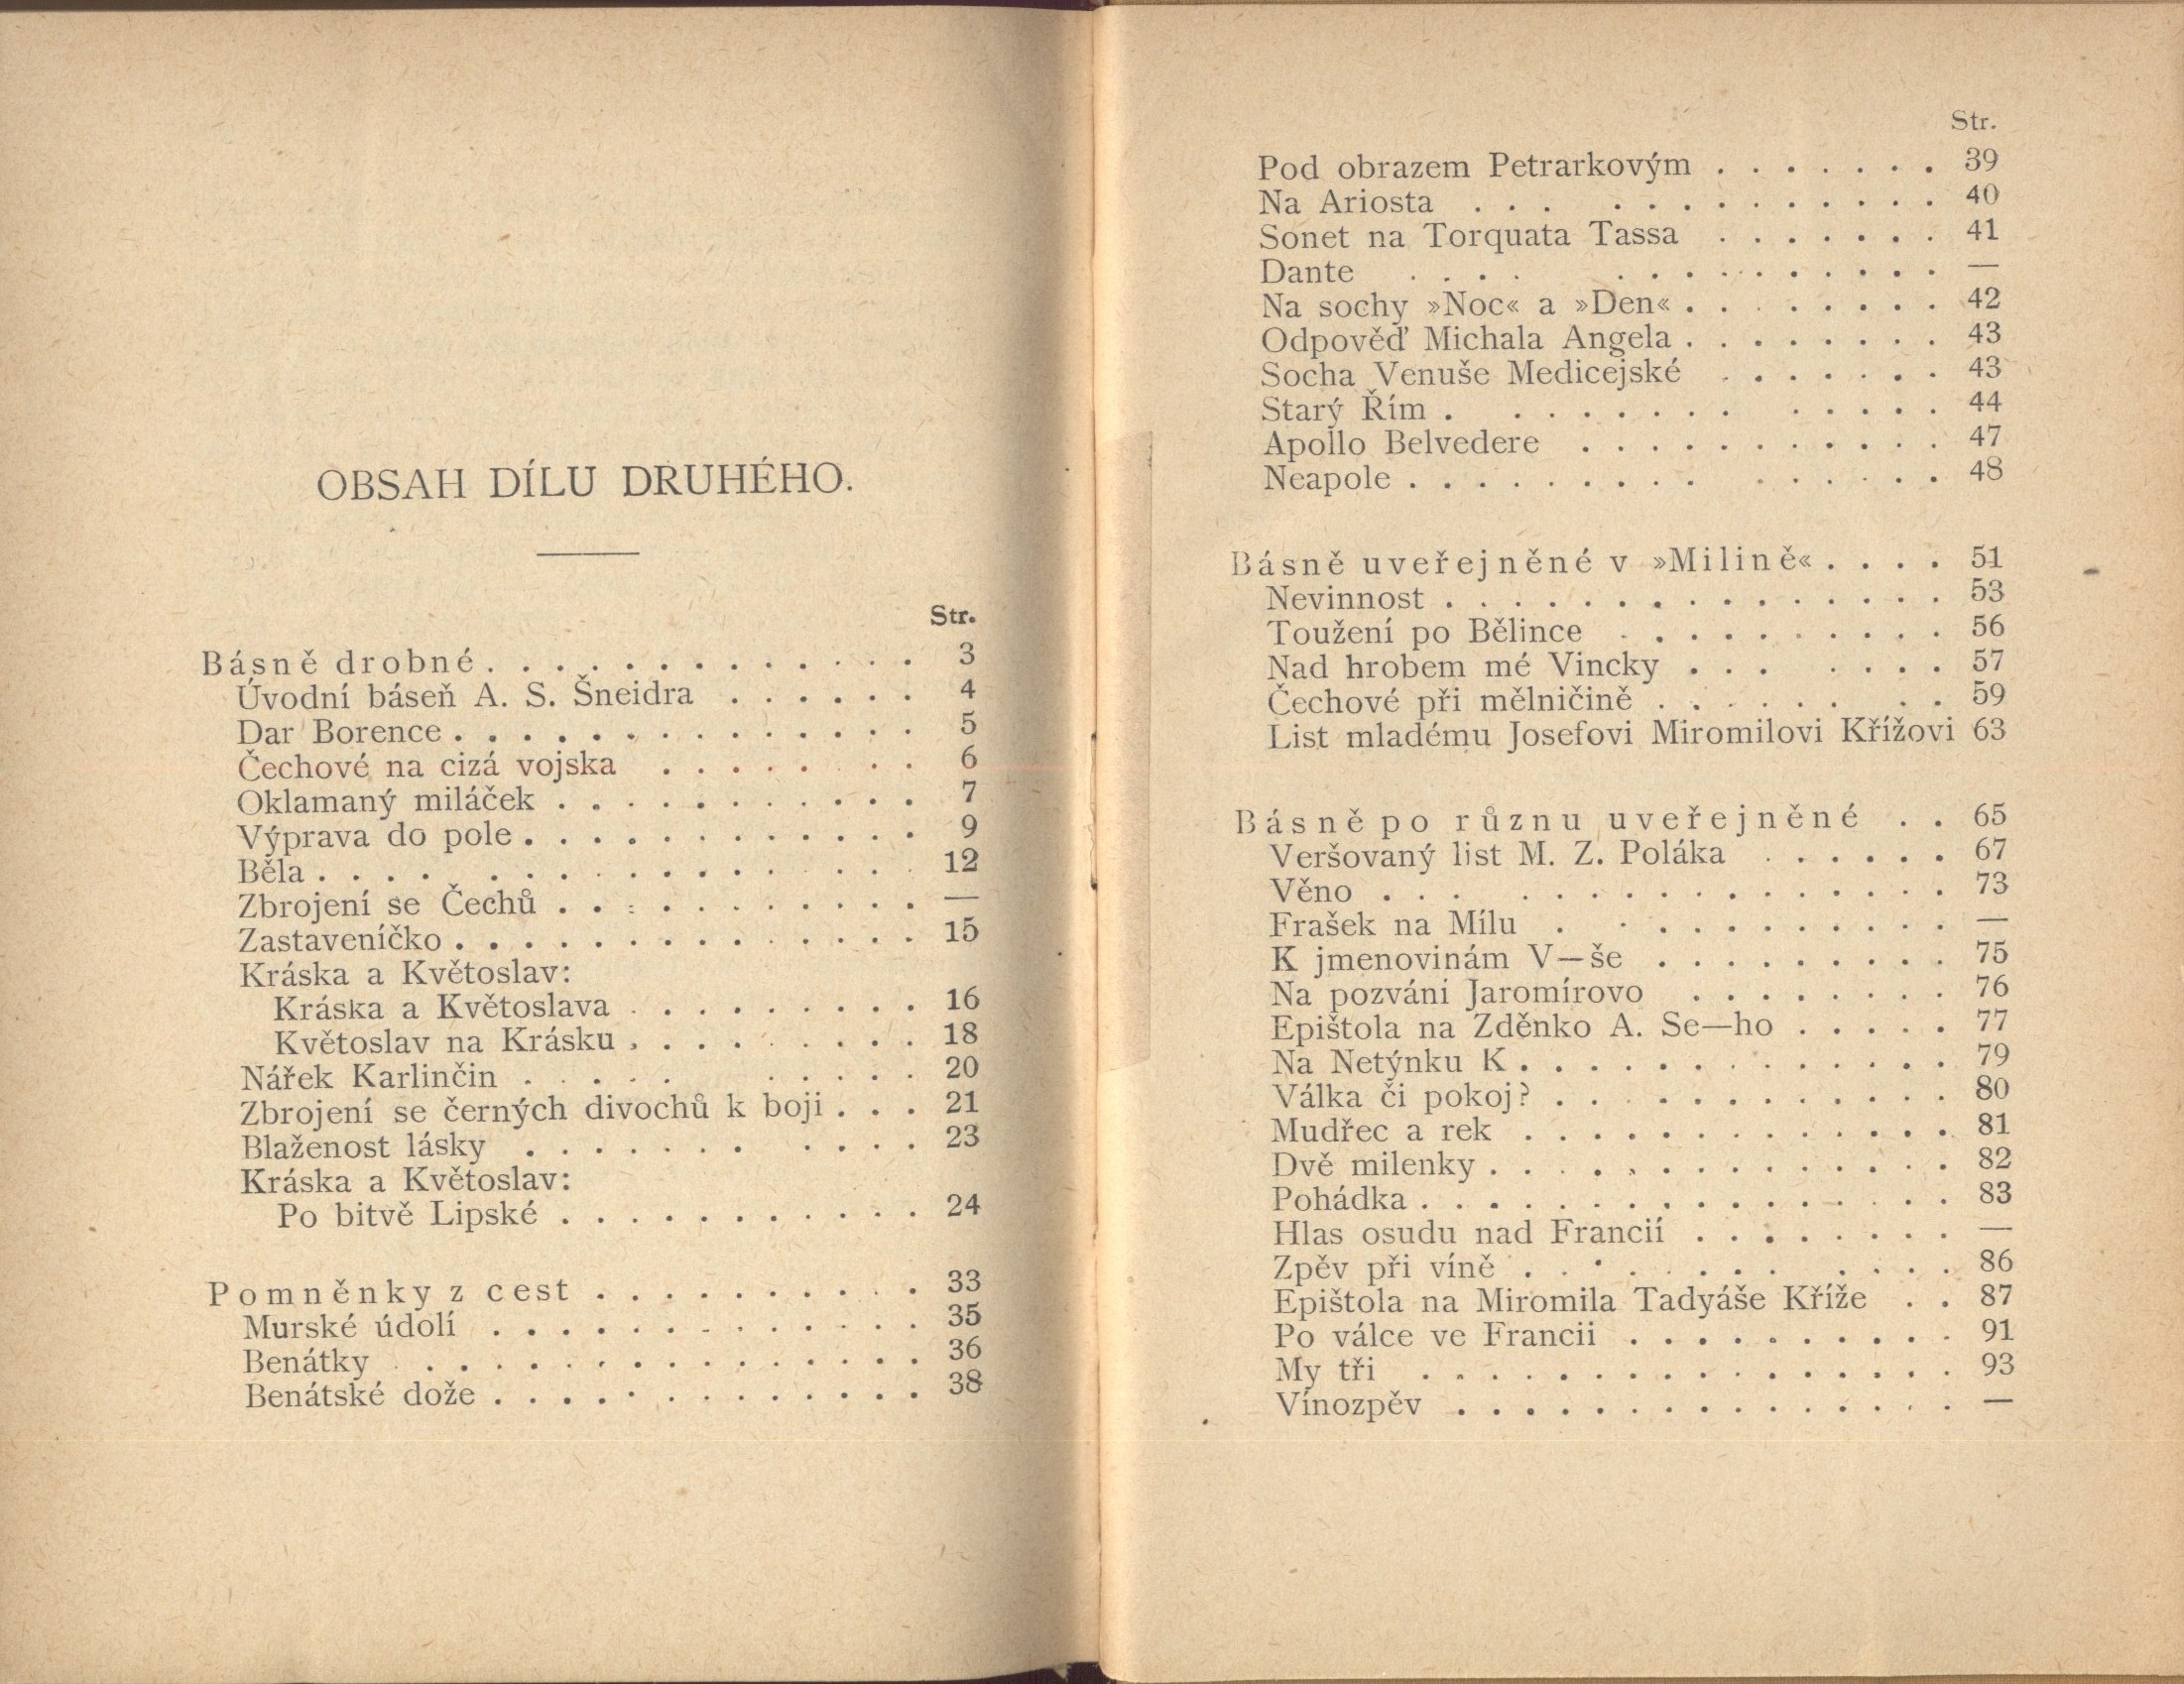 OBSAH DÍLU DRUHÉHO.
Str.
Básně drobné. . . . . . . . . . . . . 3
Úvodní báseň A. S. Šneidra . . . . . . 4
Dar Borence . . . . . . . . . . . . . . 5
Čechové na cizá vojska . . . . . . . 6
Oklamaný miláček . . . . . . . . . . . 7
Výprava do pole . . . . . . . . . . . . 9
Běla . . . . . . . . . . . . . . . . . 12
Zbrojení se Čechů . . . . . . . . . . . —
Zastaveníčko . . . . . . . . . . . . . . 15
Kráska a Květoslav:
Kráska a Květoslava . . . . . . . . . 16
Květoslav na Krásku . . . . . . . . . 18
Nářek Karlinčin . . . . . . . . . . 20
Zbrojení se černých divochů k boji . . . 21
Blaženost lásky . . . . . . . . . . . 23
Kráska a Květoslav:
Po bitvě Lipské . . . . . . . . . . . 24
Pomněnky z cest . . . . . . . . . . 33
Murské údolí . . . . . . . . . . . . . 35
Benátky . . . . . . . . . . . . . . . . 36
Benátské dože . . . . . . . . . . . . . 38
Str.
Pod obrazem Petrarkovým . . . . . . . 39
Na Ariosta . . . . . . . . . . . . . 40
Sonet na Torquata Tassa . . . . . . . 41
Dante . . . . . . . . . . . . . . —
Na sochy »Noc« a »Den« . . . . . . . . 42
Odpověď Michala Angela . . . . . . . . 43
Socha Venuše Medicejské . . . . . . . 43
Starý Řím . . . . . . . . . . . . . 44
Apollo Belvedere . . . . . . . . . . . 47
Neapole . . . . . . . . . . . . . . . 48
Básně uveřejněné v »Milině« . . . . 51
Nevinnost . . . . . . . . . . . . . . . 53
Toužení po Bělince . . . . . . . . . . 56
Nad hrobem mé Vincky . . . . . . . 57
Čechové při mělničině . . . . . . . . 59
List mladému Josefovi Miromilovi Křížovi 63
Básně po různu uveřejněné . . 65
Veršovaný list M. Z. Poláka . . . . . . 67
Věno . . . . . . . . . . . . . . . . 73
Frašek na Mílu . . . . . . . . . . . —
K jmenovinám V—še . . . . . . . . . 75
Na pozváni Jaromírovo . . . . . . . . 76
Epištola na Zděnko A. Se—ho . . . . . 77
Na Netýnku K . . . . . . . . . . . . . 79
Válka či pokoj? . . . . . . . . . . . . 80
Mudřec a rek . . . . . . . . . . . . . 81
Dvě milenky . . . . . . . . . . . . . . 82
Pohádka . . . . . . . . . . . . . . . . 83
Hlas osudu nad Francií . . . . . . . . —
Zpěv při víně . . . . . . . . . . . . 86
Epištola na Miromila Tadyáše Kříže . . 87
Po válce ve Francii . . . . . . . . . . 91
My tři . . . . . . . . . . . . . . . . 93
Vínozpěv . . . . . . . . . . . . . . . —